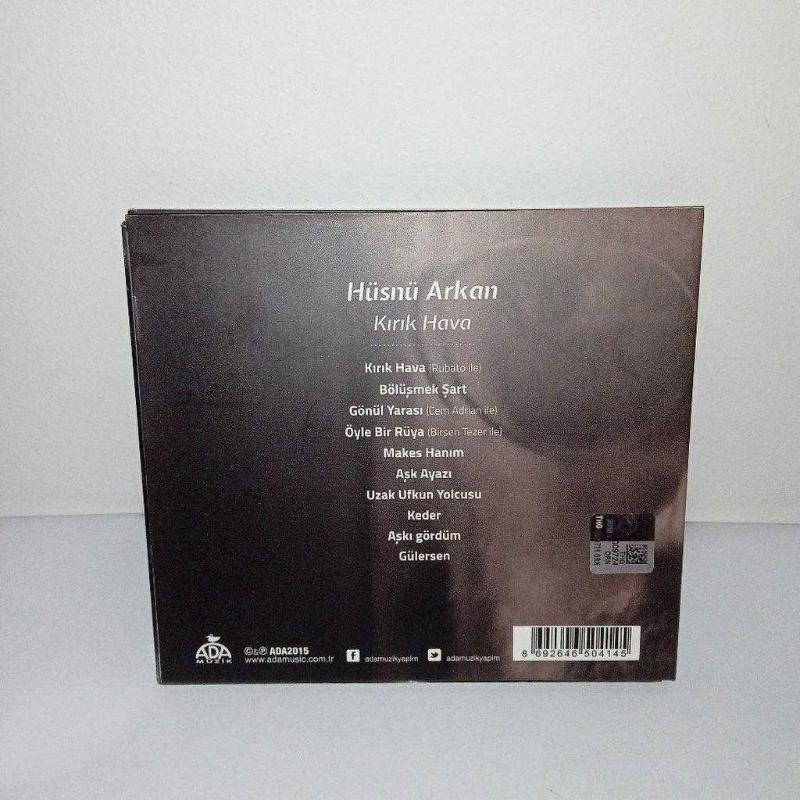 Hüsnü Arkan
Kırık Hava
Kırık Hava (Rubato ile)
Bölüşmek Şart
Gönül Yarası (Cem Adrian ile)
Öyle Bir Rüya (Birsen Tezer ile)
Makes Hanım
Aşk Ayazı
Uzak Ufkun Yolcusu
Keder
Aşkı gördüm
Gülersen
ADA
MÜZİK
©&℗ ADA2015
www.adamusic.com.tr
adamuzikyapim
adamuzikyapim
8 692646 504145